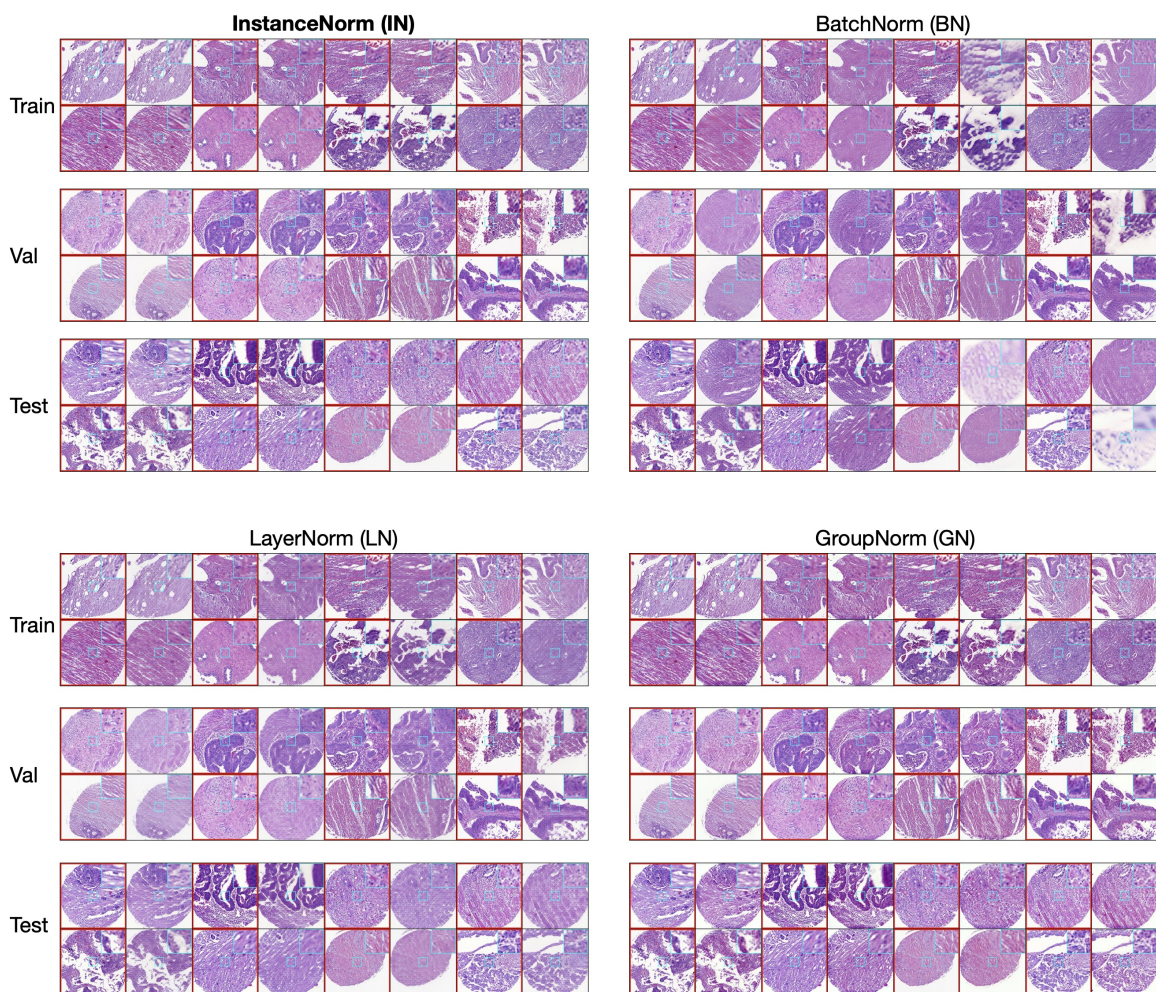 InstanceNorm (IN)
BatchNorm (BN)
Train
Val
Test
LayerNorm (LN)
GroupNorm (GN)
Train
Val
Test